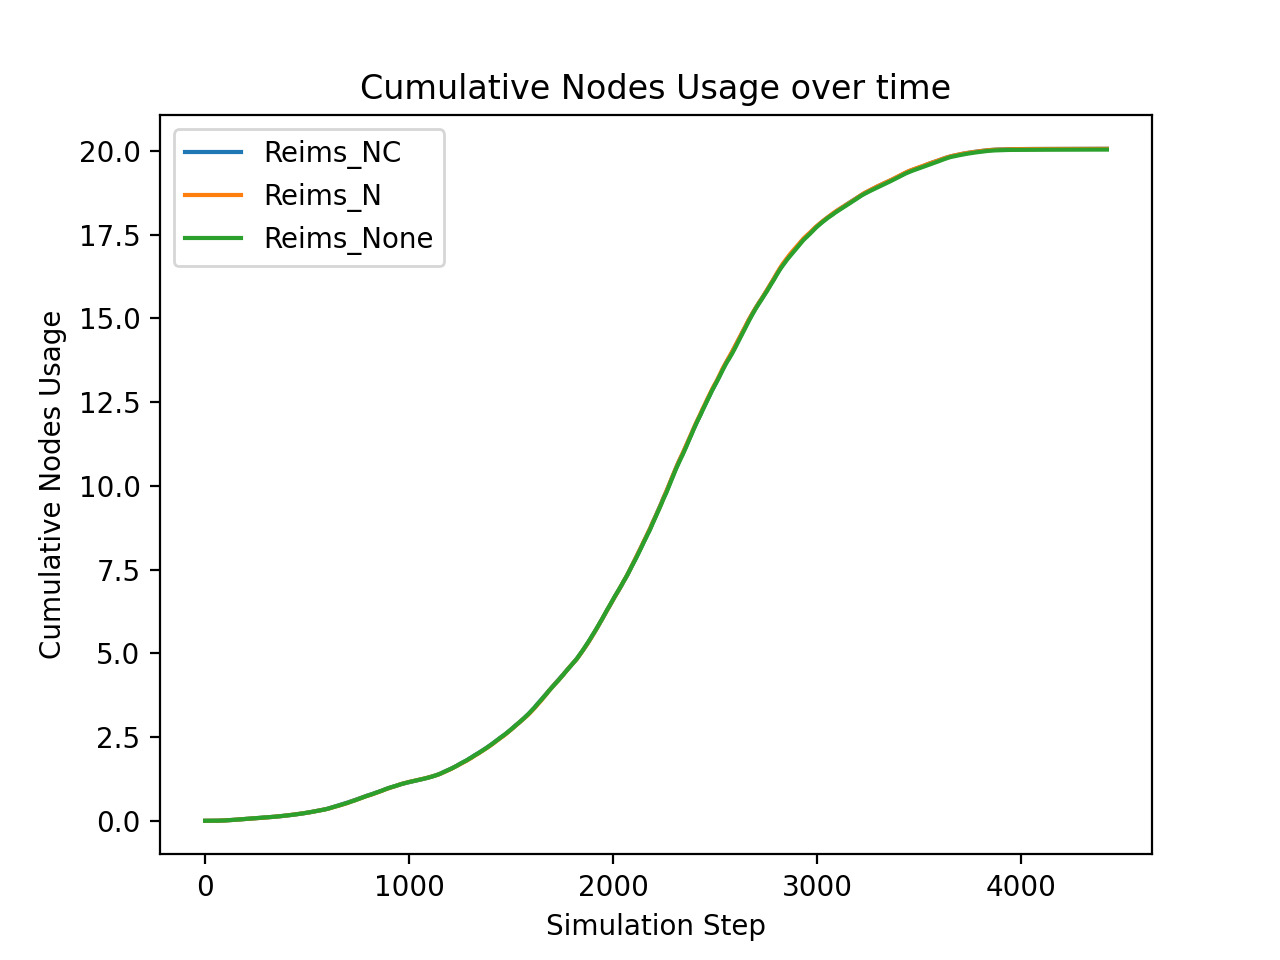 Cumulative Nodes Usage over time
Reims_NC
Reims_N
Reims_None
20.0
17.5
15.0
12.5
10.0
7.5
5.0
2.5
0.0
Cumulative Nodes Usage
0 1000 2000 3000 4000
Simulation Step